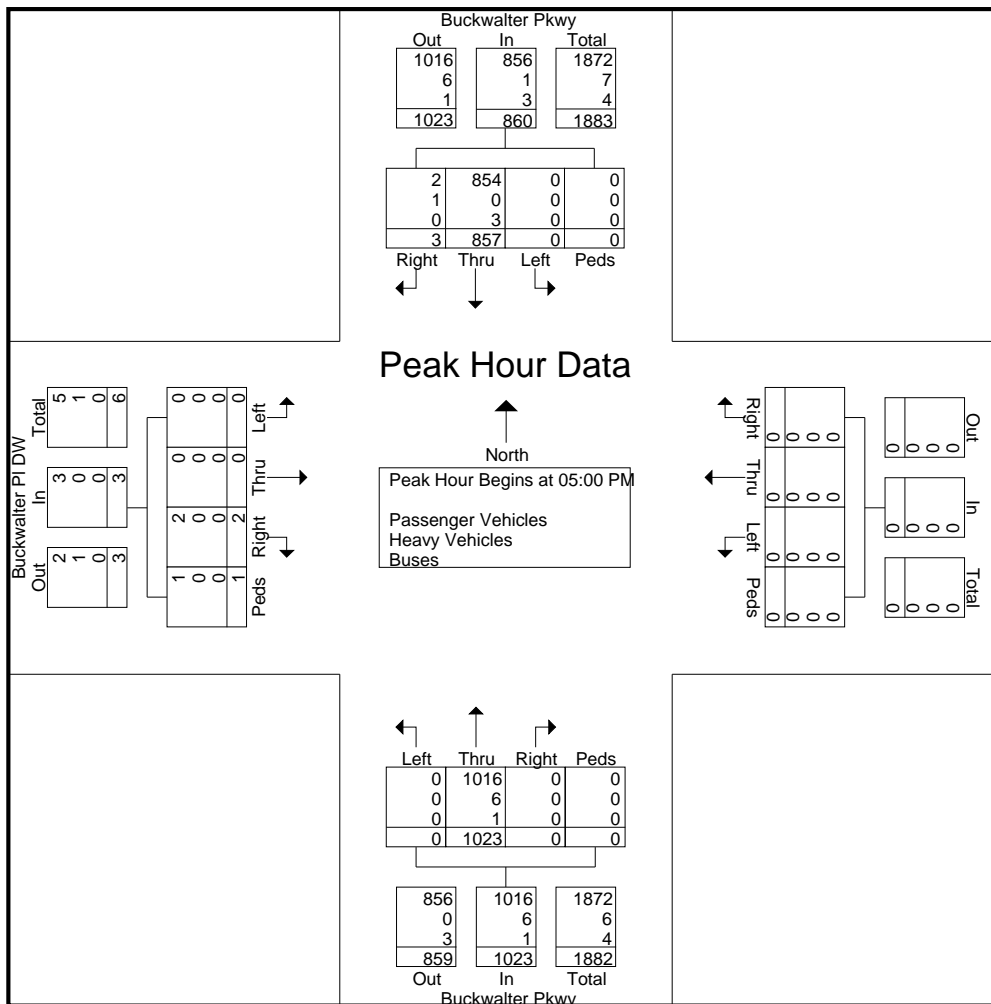 Buckwalter Pkwy
Out In Total
1016 856 1872
6 1 7
1 3 4
1023 860 1883
2 854 0 0
1 0 0 0
0 3 0 0
3 857 0 0
Right Thru Left Peds
Peak Hour Data
North
Peak Hour Begins at 05:00 PM
Passenger Vehicles
Heavy Vehicles
Buses
Buckwalter Pl DW
Out In Total
2 3 5
1 0 1
0 0 0
3 3 6
1 2 0 0
0 0 0 0
0 0 0 0
1 2 0 0
Peds Right Thru Left
Out In Total
0 0 0
0 0 0
0 0 0
0 0 0
Right Thru Left Peds
0 0 0 0
0 0 0 0
0 0 0 0
0 0 0 0
Left Thru Right Peds
0 1016 0 0
0 6 0 0
0 1 0 0
0 1023 0 0
856 1016 1872
0 6 6
3 1 4
859 1023 1882
Out In Total
Buckwalter Pkwy